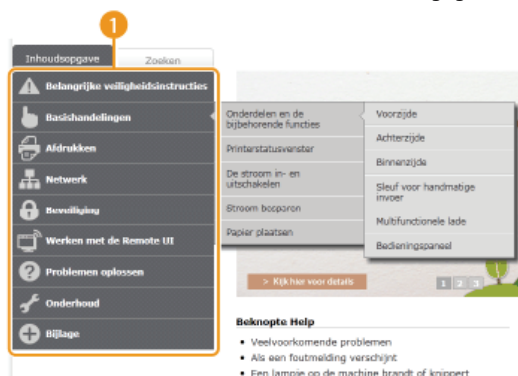 1
Inhoudsopgave
Zoeken
Belangrijke veiligheidsinstructies
Basishandelingen
Afdrukken
Netwerk
Beveiliging
Werken met de Remote UI
Problemen oplossen
Onderhoud
Bijlage
Onderdelen en de
bijbehorende functies
Printerstatusvenster
De stroom in- en
uitschakelen
Stroom besparen
Papier plaatsen
Voorzijde
Achterzijde
Binnenzijde
Sleuf voor handmatige
invoer
Multifunctionele lade
Bedieningspaneel
> Kijk hier voor details
1 2 3
Beknopte Help
• Veelvoorkomende problemen
• Als een foutmelding verschijnt
• Een lampje op de machine brandt of knippert